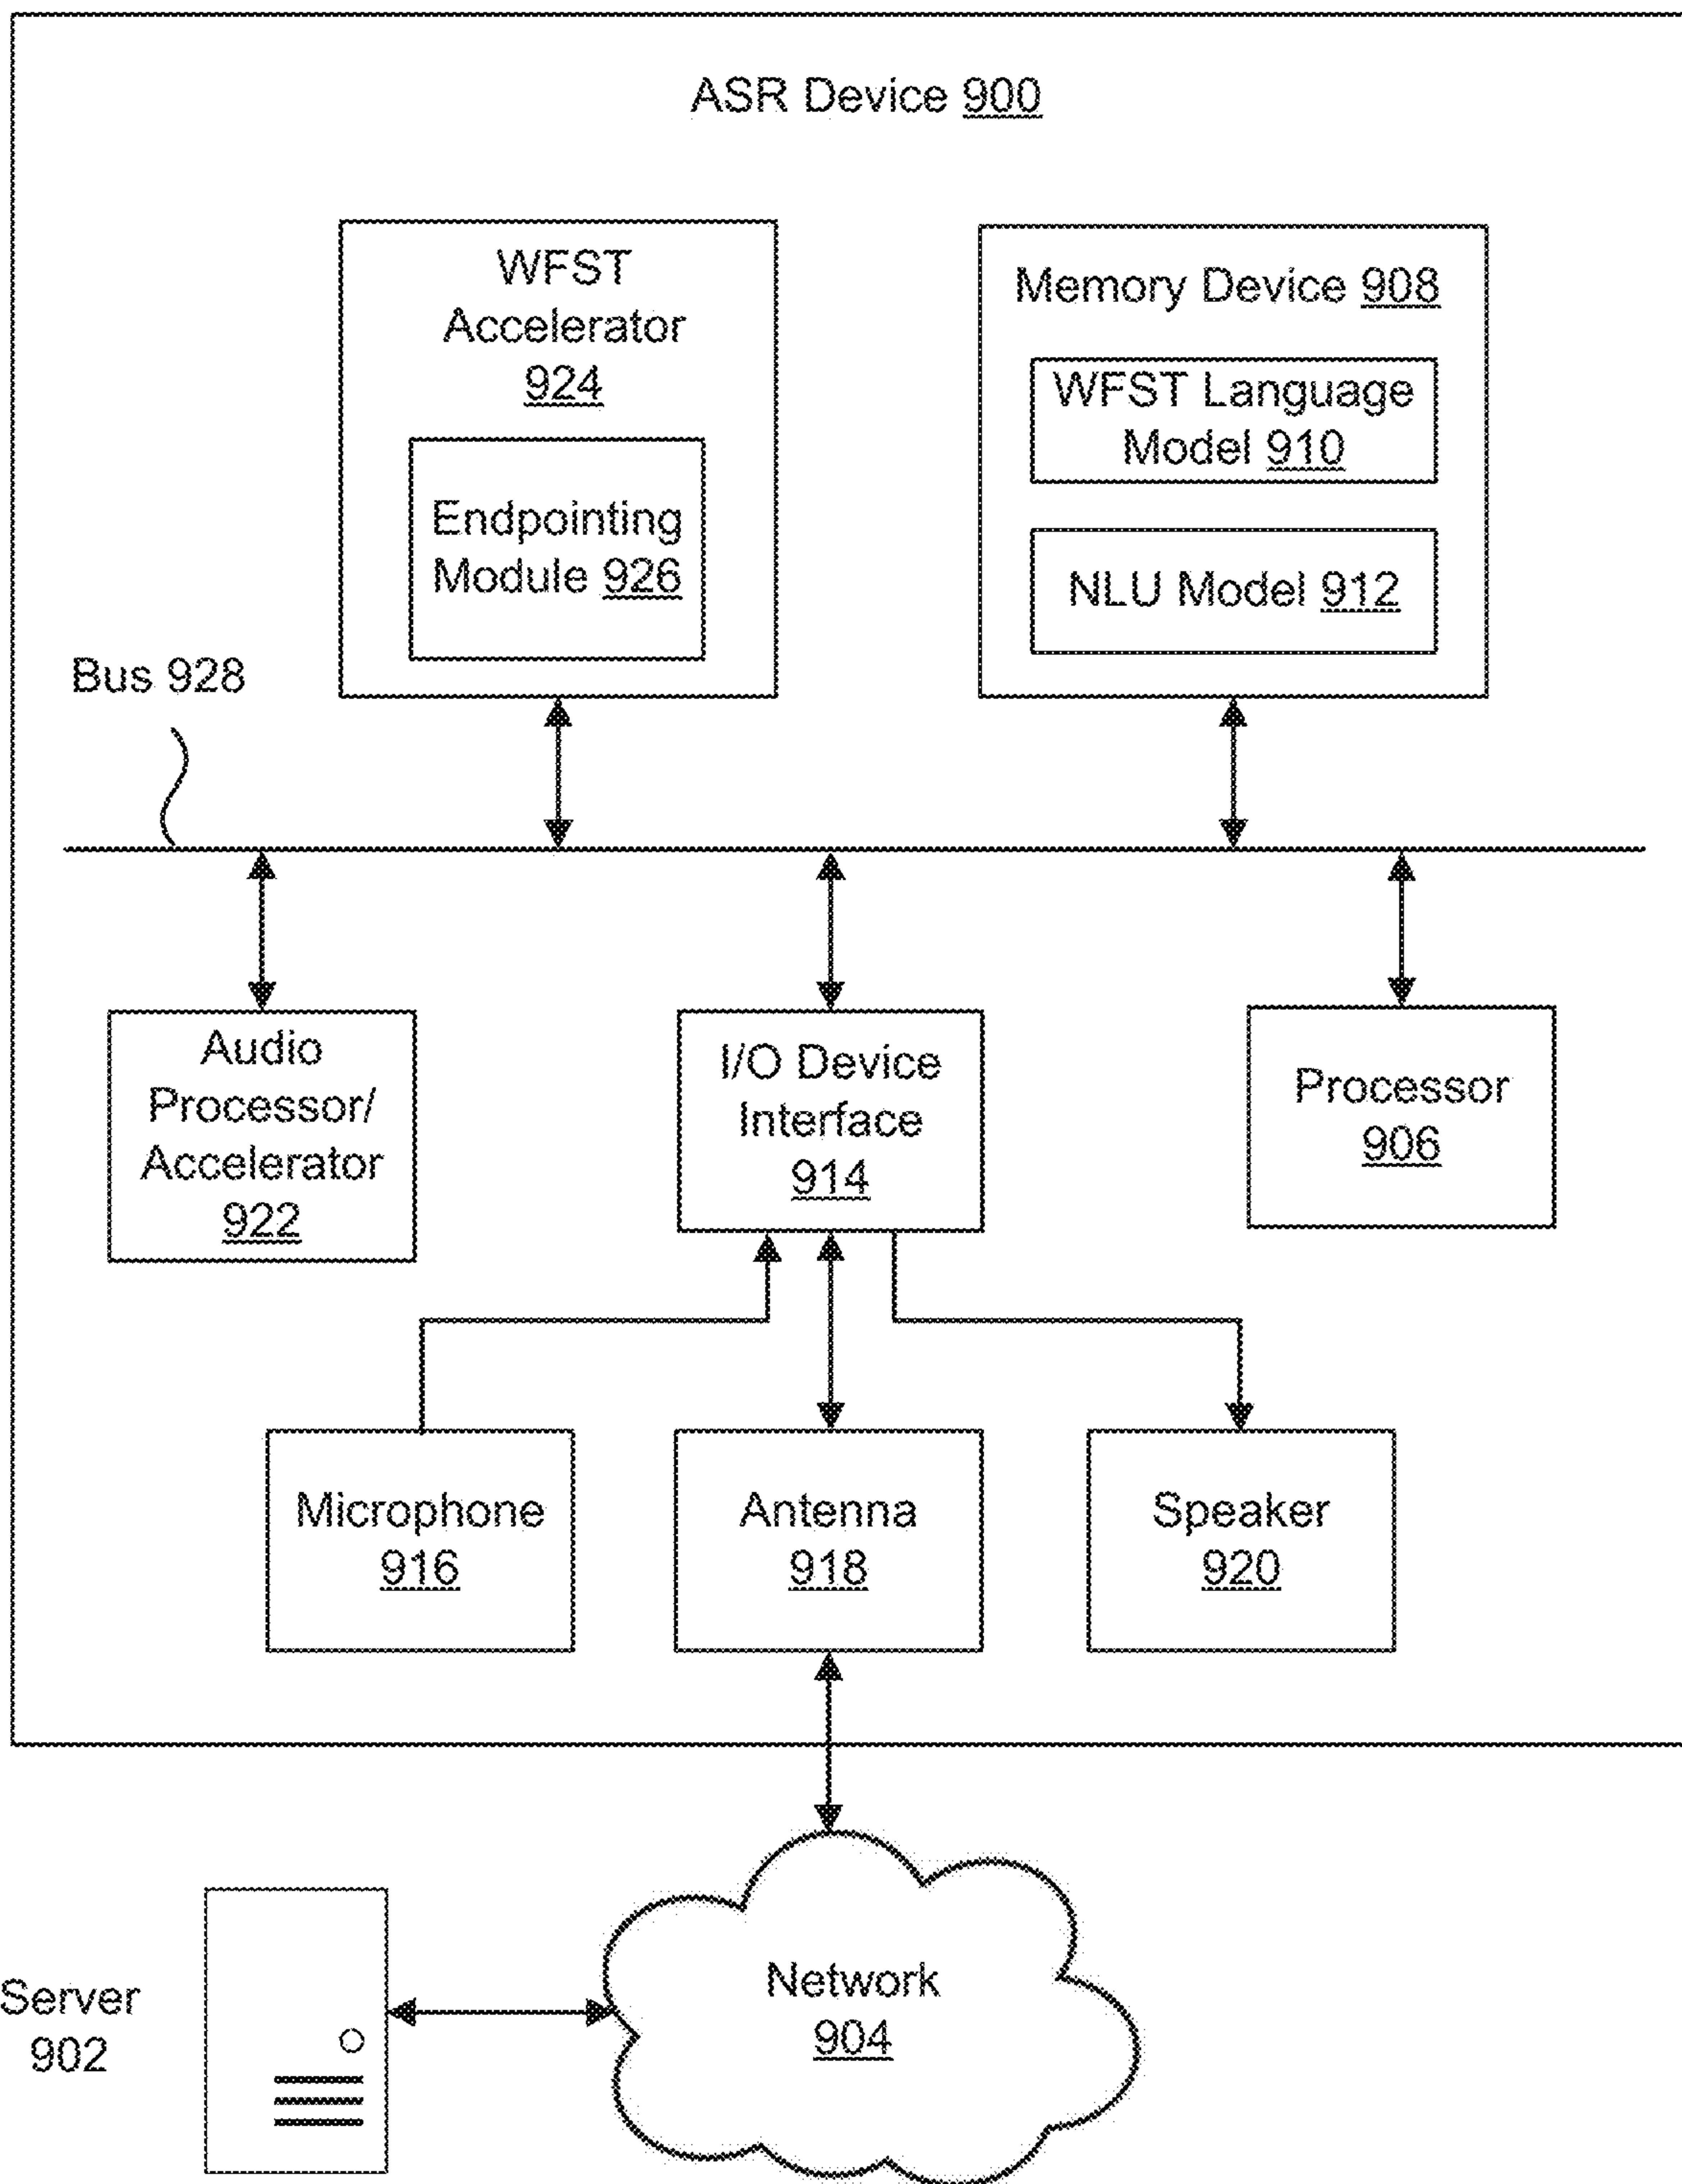 ASR Device 900
WFST
Accelerator
924
Endpointing
Module 926
Memory Device 908
WFST Language
Model 910
NLU Model 912
Bus 928
Audio
Processor/
Accelerator
922
I/O Device
Interface
914
Processor
906
Microphone
916
Antenna
918
Speaker
920
Server
902
Network
904